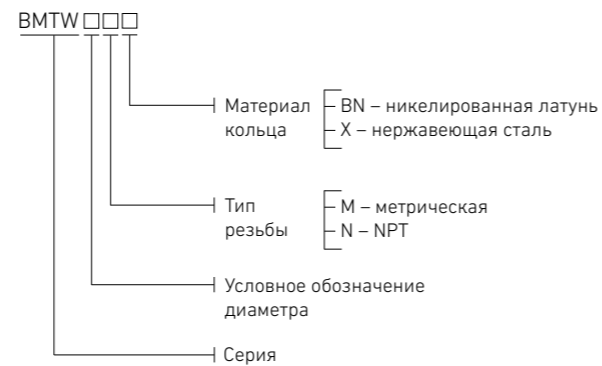 BMTW□□□
Материал
кольца
BN – никелированная латунь
X – нержавеющая сталь
Тип
резьбы
M – метрическая
N – NPT
Условное обозначение
диаметра
Серия